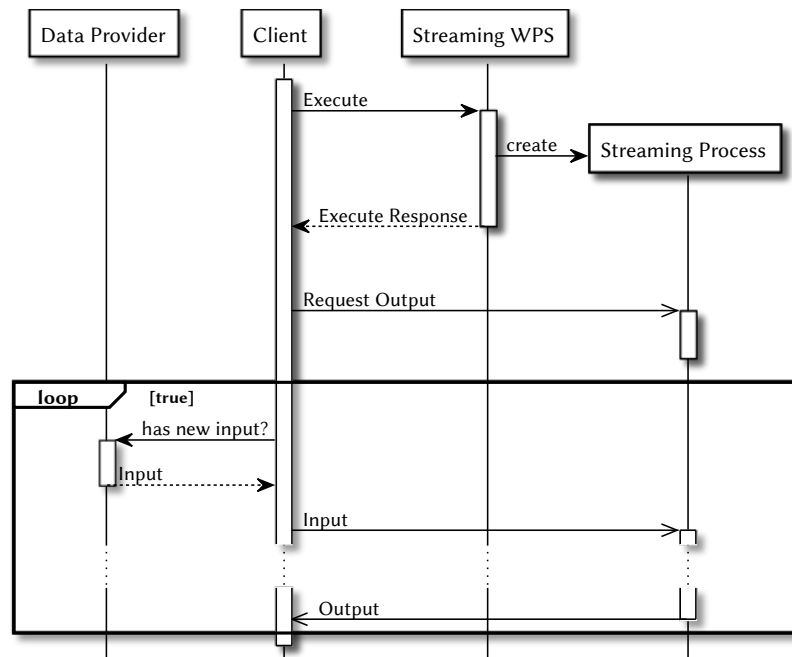 Data Provider
Client
Streaming WPS
Execute
create
Streaming Process
Execute Response
Request Output
loop
[true]
has new input?
Input
Input
Output